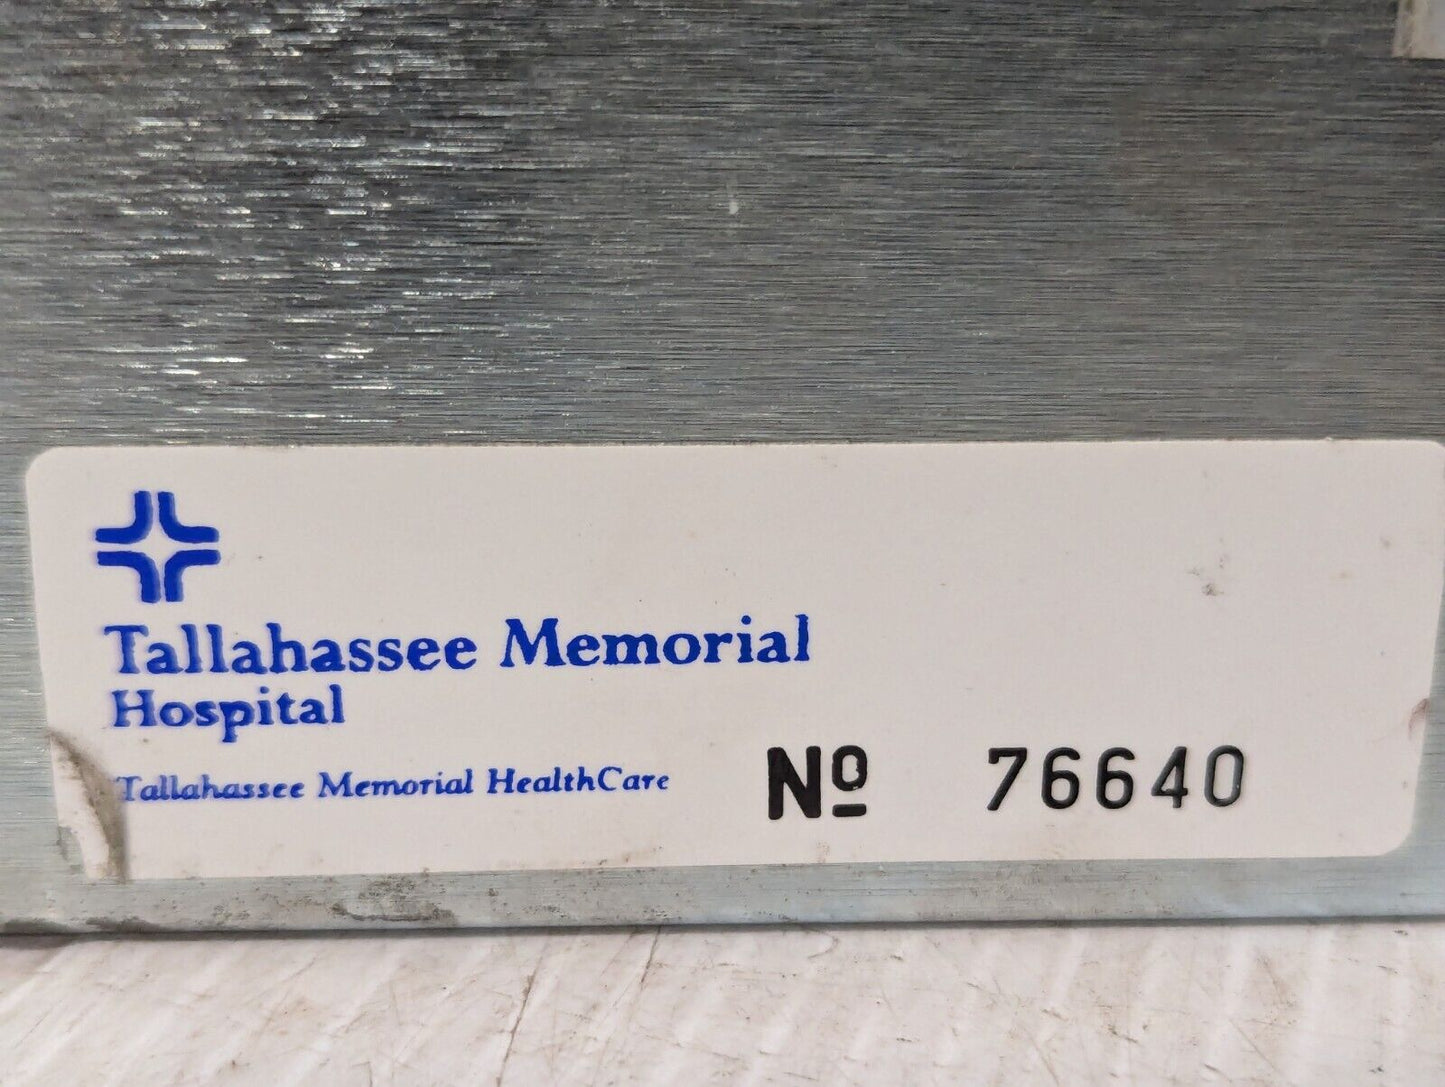 Tallahassee Memorial
Hospital
Tallahassee Memorial HealthCare
Nº 76640